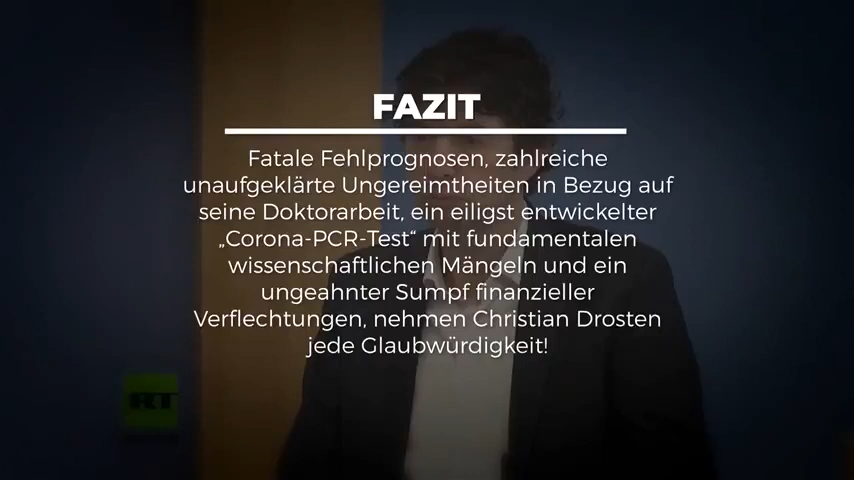 FAZIT
Fatale Fehlprognosen, zahlreiche
unaufgeklärte Ungereimtheiten in Bezug auf
seine Doktorarbeit, ein eiligst entwickelter
„Corona-PCR-Test“ mit fundamentalen
wissenschaftlichen Mängeln und ein
ungeahnter Sumpf finanzieller
Verflechtungen, nehmen Christian Drosten
jede Glaubwürdigkeit!
RT